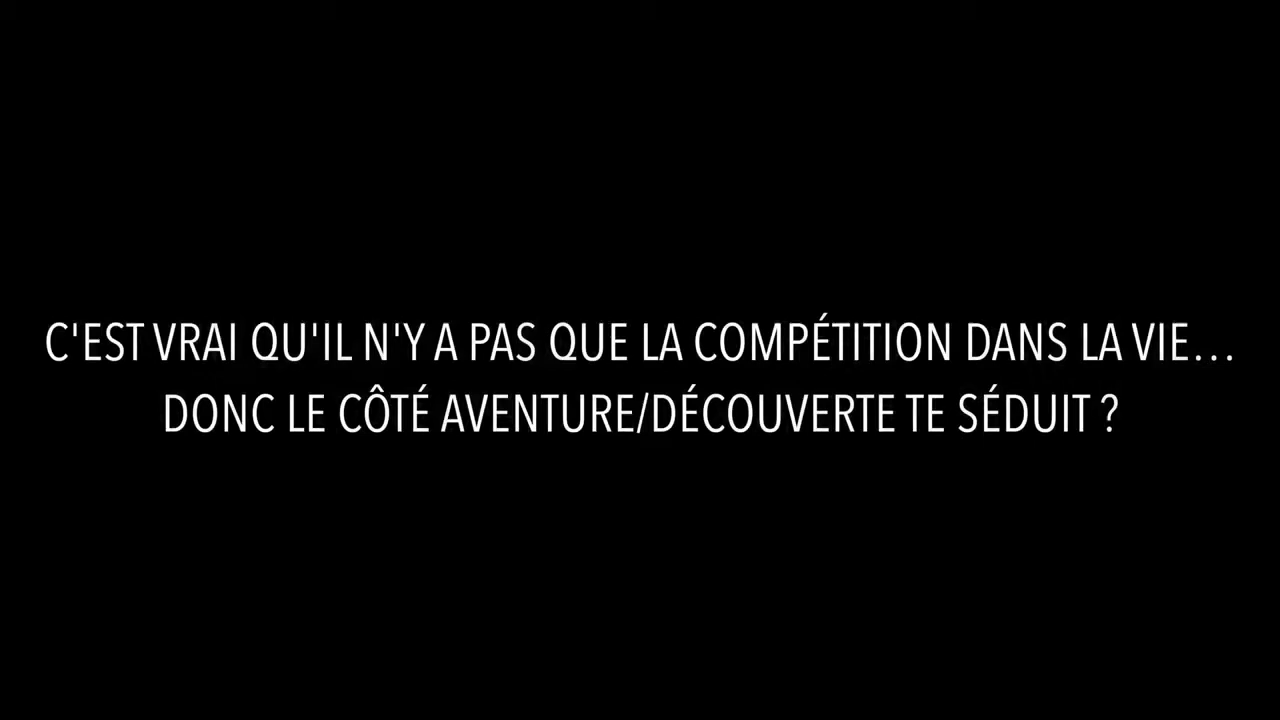 C'EST VRAI QU'IL N'Y A PAS QUE LA COMPÉTITION DANS LA VIE...
DONC LE CÔTÉ AVENTURE/DÉCOUVERTE TE SÉDUIT ?